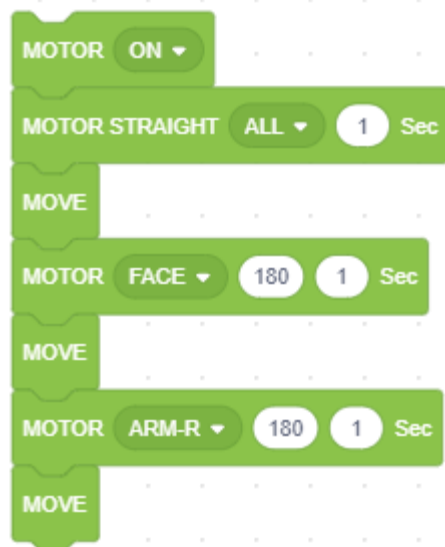 MOTOR ON
MOTOR STRAIGHT ALL 1 Sec
MOVE
MOTOR FACE 180 1 Sec
MOVE
MOTOR ARM-R 180 1 Sec
MOVE